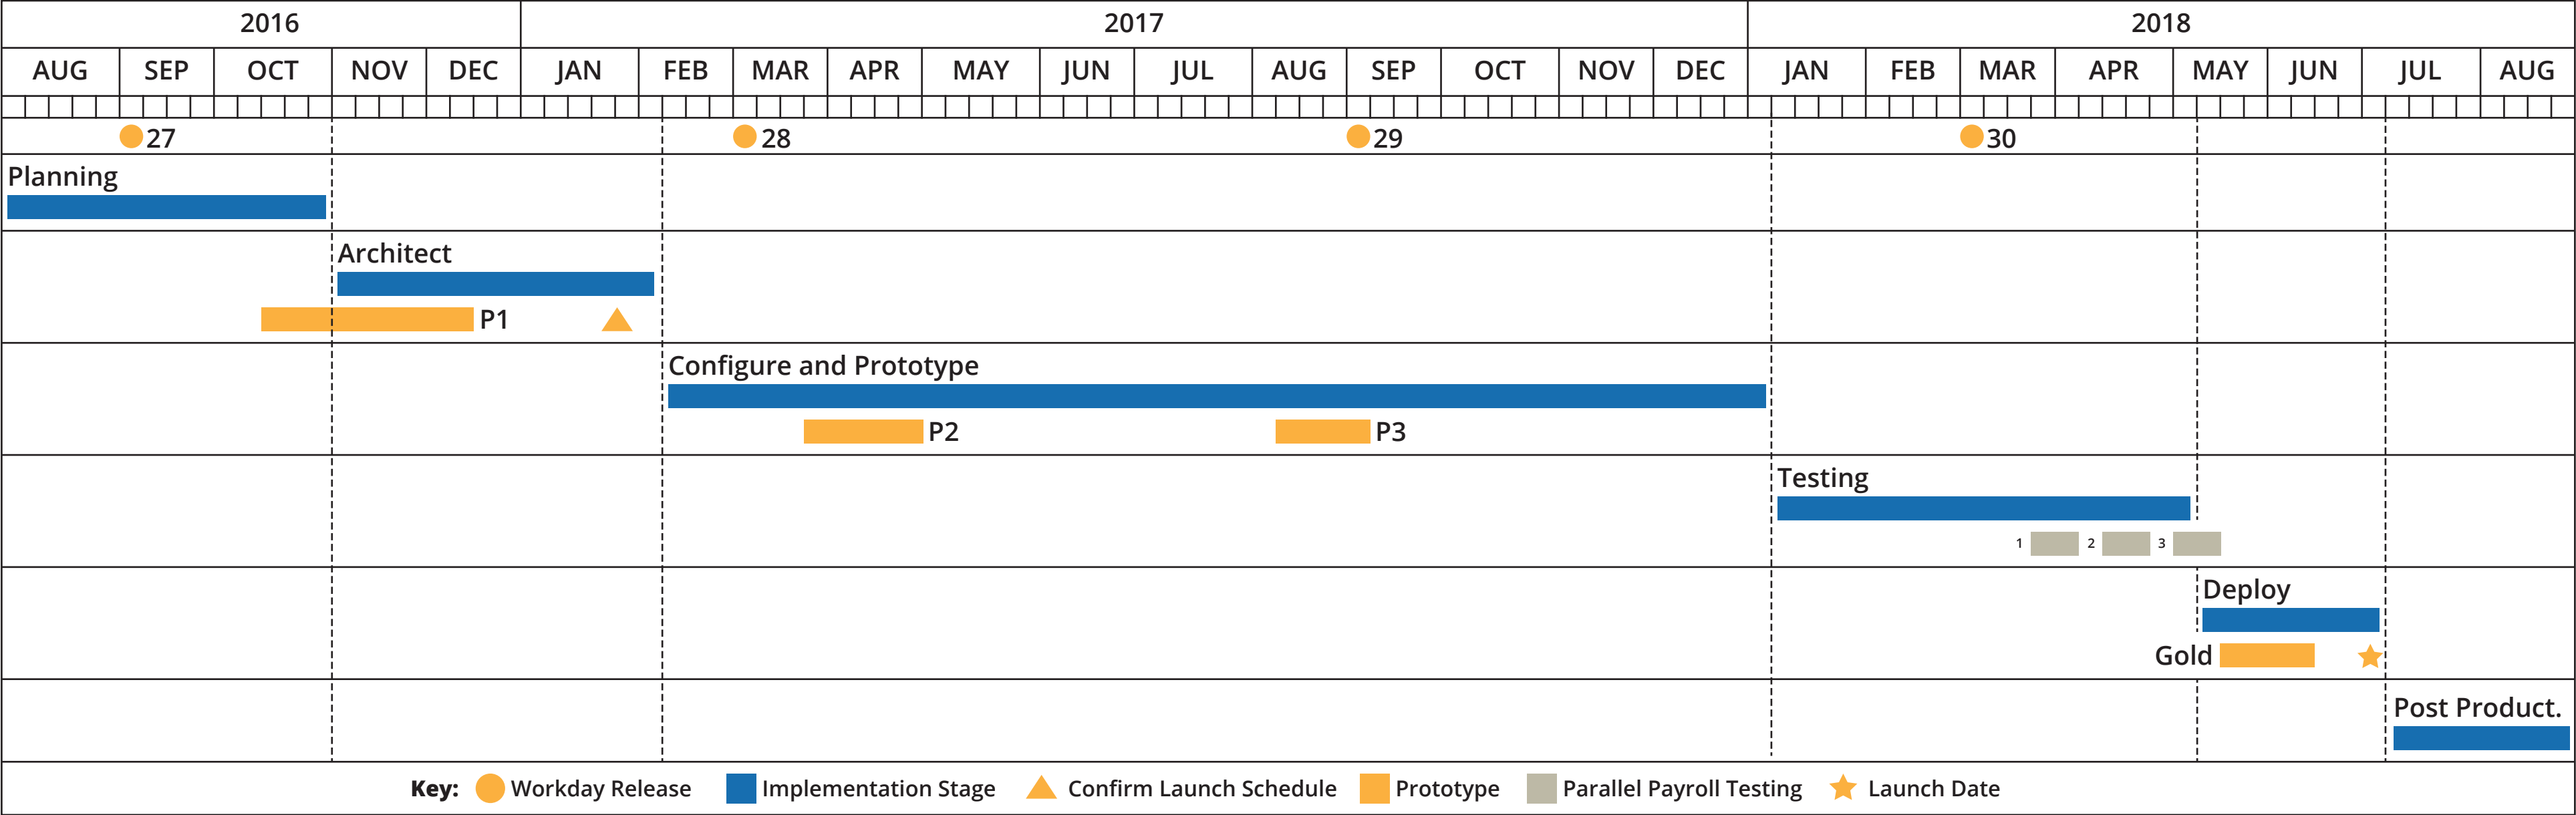 2016 2017 2018
AUG SEP OCT NOV DEC JAN FEB MAR APR MAY JUN JUL AUG SEP OCT NOV DEC JAN FEB MAR APR MAY JUN JUL AUG
27 28 29 30
Planning
Architect
P1
Configure and Prototype
P2 P3
Testing
1 2 3
Deploy
Gold
Post Product.
Key: Workday Release Implementation Stage Confirm Launch Schedule Prototype Parallel Payroll Testing Launch Date